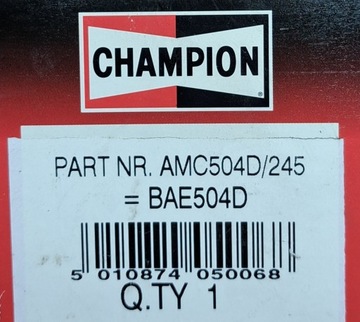 CHAMPION
®
PART NR. AMC504D/245
= BAE504D
5 010874 050068
Q.TY 1